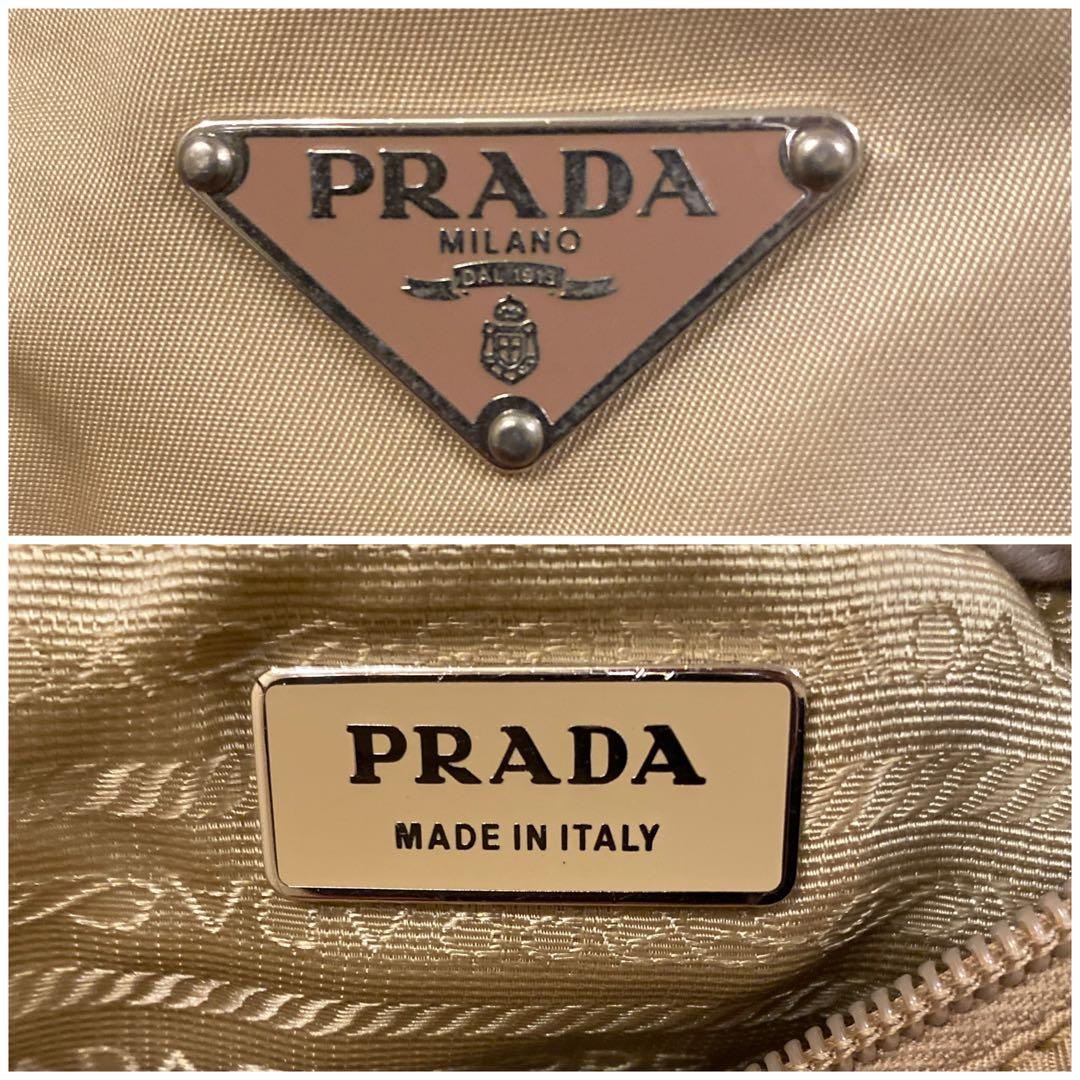 PRADA
MILANO
DAL 1913
PRADA
MADE IN ITALY